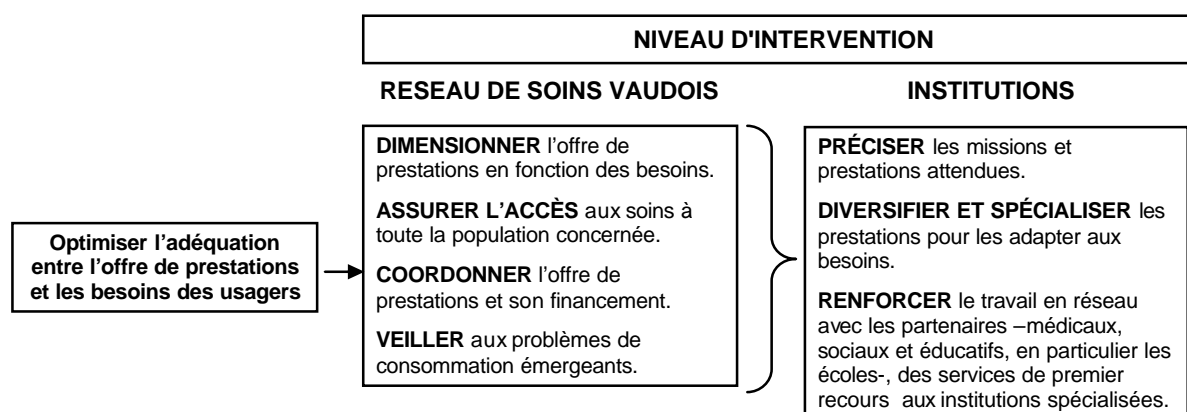 NIVEAU D'INTERVENTION
RESEAU DE SOINS VAUDOIS
INSTITUTIONS
Optimiser l'adéquation
entre l'offre de prestations
et les besoins des usagers
DIMENSIONNER l'offre de
prestations en fonction des besoins.
ASSURER L'ACCÈS aux soins à
toute la population concernée.
COORDONNER l'offre de
prestations et son financement.
VEILLER aux problèmes de
consommation émergeants.
PRÉCISER les missions et
prestations attendues.
DIVERSIFIER ET SPÉCIALISER les
prestations pour les adapter aux
besoins.
RENFORCER le travail en réseau
avec les partenaires –médicaux,
sociaux et éducatifs, en particulier les
écoles-, des services de premier
recours aux institutions spécialisées.